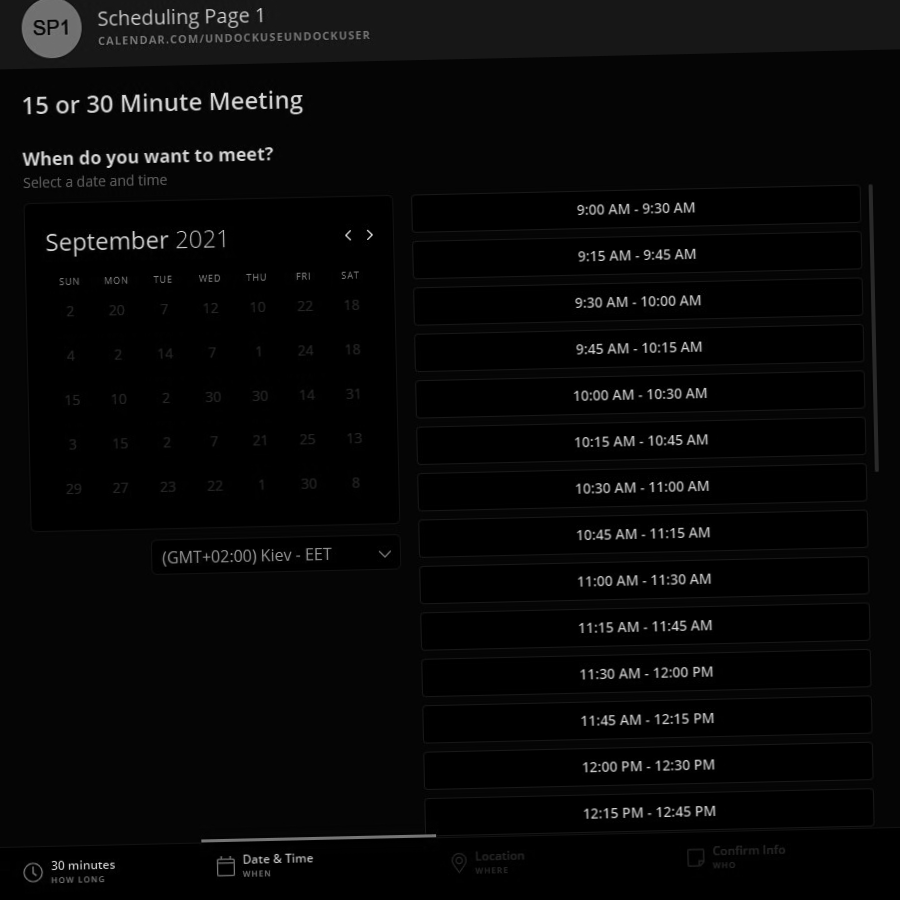 SP1
Scheduling Page 1
CALENDAR.COM/UNDOCKUSEUNDOCKUSER
15 or 30 Minute Meeting
When do you want to meet?
Select a date and time
September 2021
SUN MON TUE WED THU FRI SAT
2 20 7 12 10 22 18
4 2 14 7 1 24 18
15 10 2 30 30 14 31
3 15 2 7 21 25 13
29 27 23 22 1 30 8
(GMT+02:00) Kiev - EET
9:00 AM - 9:30 AM
9:15 AM - 9:45 AM
9:30 AM - 10:00 AM
9:45 AM - 10:15 AM
10:00 AM - 10:30 AM
10:15 AM - 10:45 AM
10:30 AM - 11:00 AM
10:45 AM - 11:15 AM
11:00 AM - 11:30 AM
11:15 AM - 11:45 AM
11:30 AM - 12:00 PM
11:45 AM - 12:15 PM
12:00 PM - 12:30 PM
12:15 PM - 12:45 PM
30 minutes
HOW LONG
Date & Time
WHEN
Location
WHERE
Confirm Info
WHO